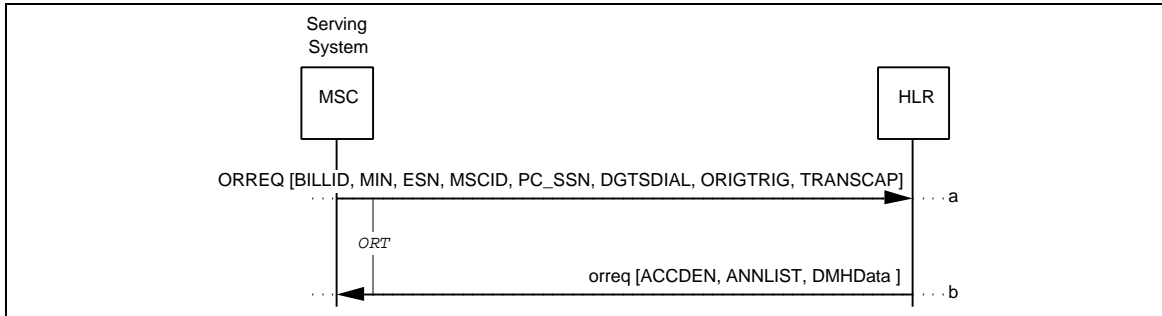 Serving
System
MSC
HLR
ORREQ [BILLID, MIN, ESN, MSCID, PC_SSN, DGTSDIAL, ORIGTRIG, TRANSCAP]
a
ORT
orreq [ACCDEN, ANNLIST, DMHData ]
b